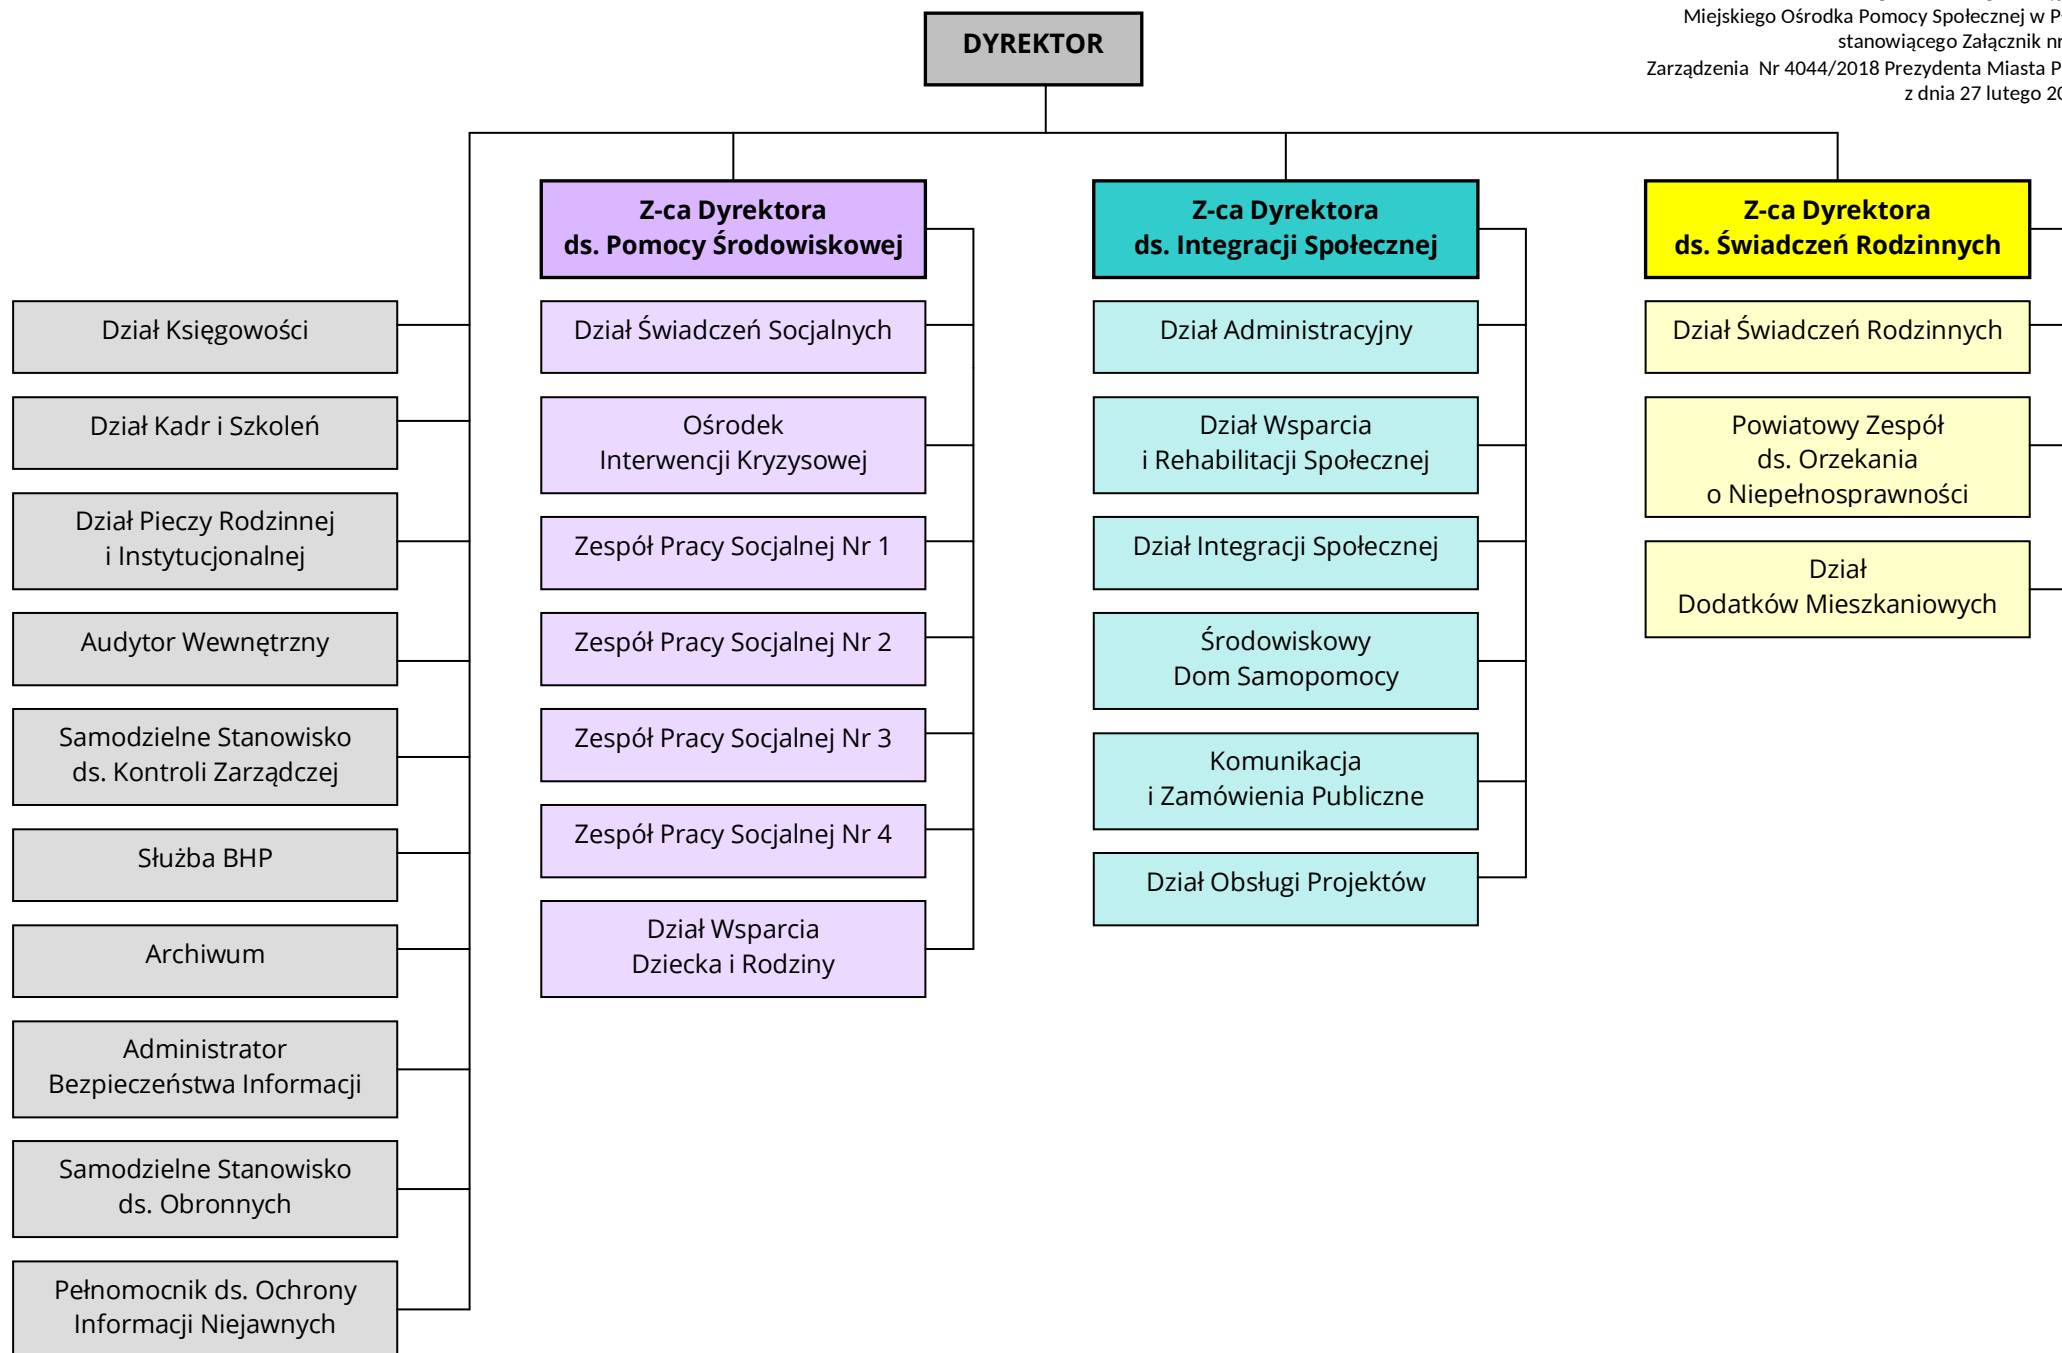 Miejskiego Ośrodka Pomocy Społecznej w
stanowiącego Załącznik
Zarządzenia Nr 4044/2018 Prezydenta Miasta
z dnia 27 lutego
DYREKTOR
Z-ca Dyrektora
ds. Pomocy Środowiskowej
Z-ca Dyrektora
ds. Integracji Społecznej
Z-ca Dyrektora
ds. Świadczeń Rodzinnych
Dział Księgowości
Dział Kadr i Szkoleń
Dział Pieczy Rodzinnej
i Instytucjonalnej
Audytor Wewnętrzny
Samodzielne Stanowisko
ds. Kontroli Zarządczej
Służba BHP
Archiwum
Administrator
Bezpieczeństwa Informacji
Samodzielne Stanowisko
ds. Obronnych
Pełnomocnik ds. Ochrony
Informacji Niejawnych
Dział Świadczeń Socjalnych
Ośrodek
Interwencji Kryzysowej
Zespół Pracy Socjalnej Nr 1
Zespół Pracy Socjalnej Nr 2
Zespół Pracy Socjalnej Nr 3
Zespół Pracy Socjalnej Nr 4
Dział Wsparcia
Dziecka i Rodziny
Dział Administracyjny
Dział Wsparcia
i Rehabilitacji Społecznej
Dział Integracji Społecznej
Środowiskowy
Dom Samopomocy
Komunikacja
i Zamówienia Publiczne
Dział Obsługi Projektów
Dział Świadczeń Rodzinnych
Powiatowy Zespół
ds. Orzekania
o Niepełnosprawności
Dział
Dodatków Mieszkaniowych